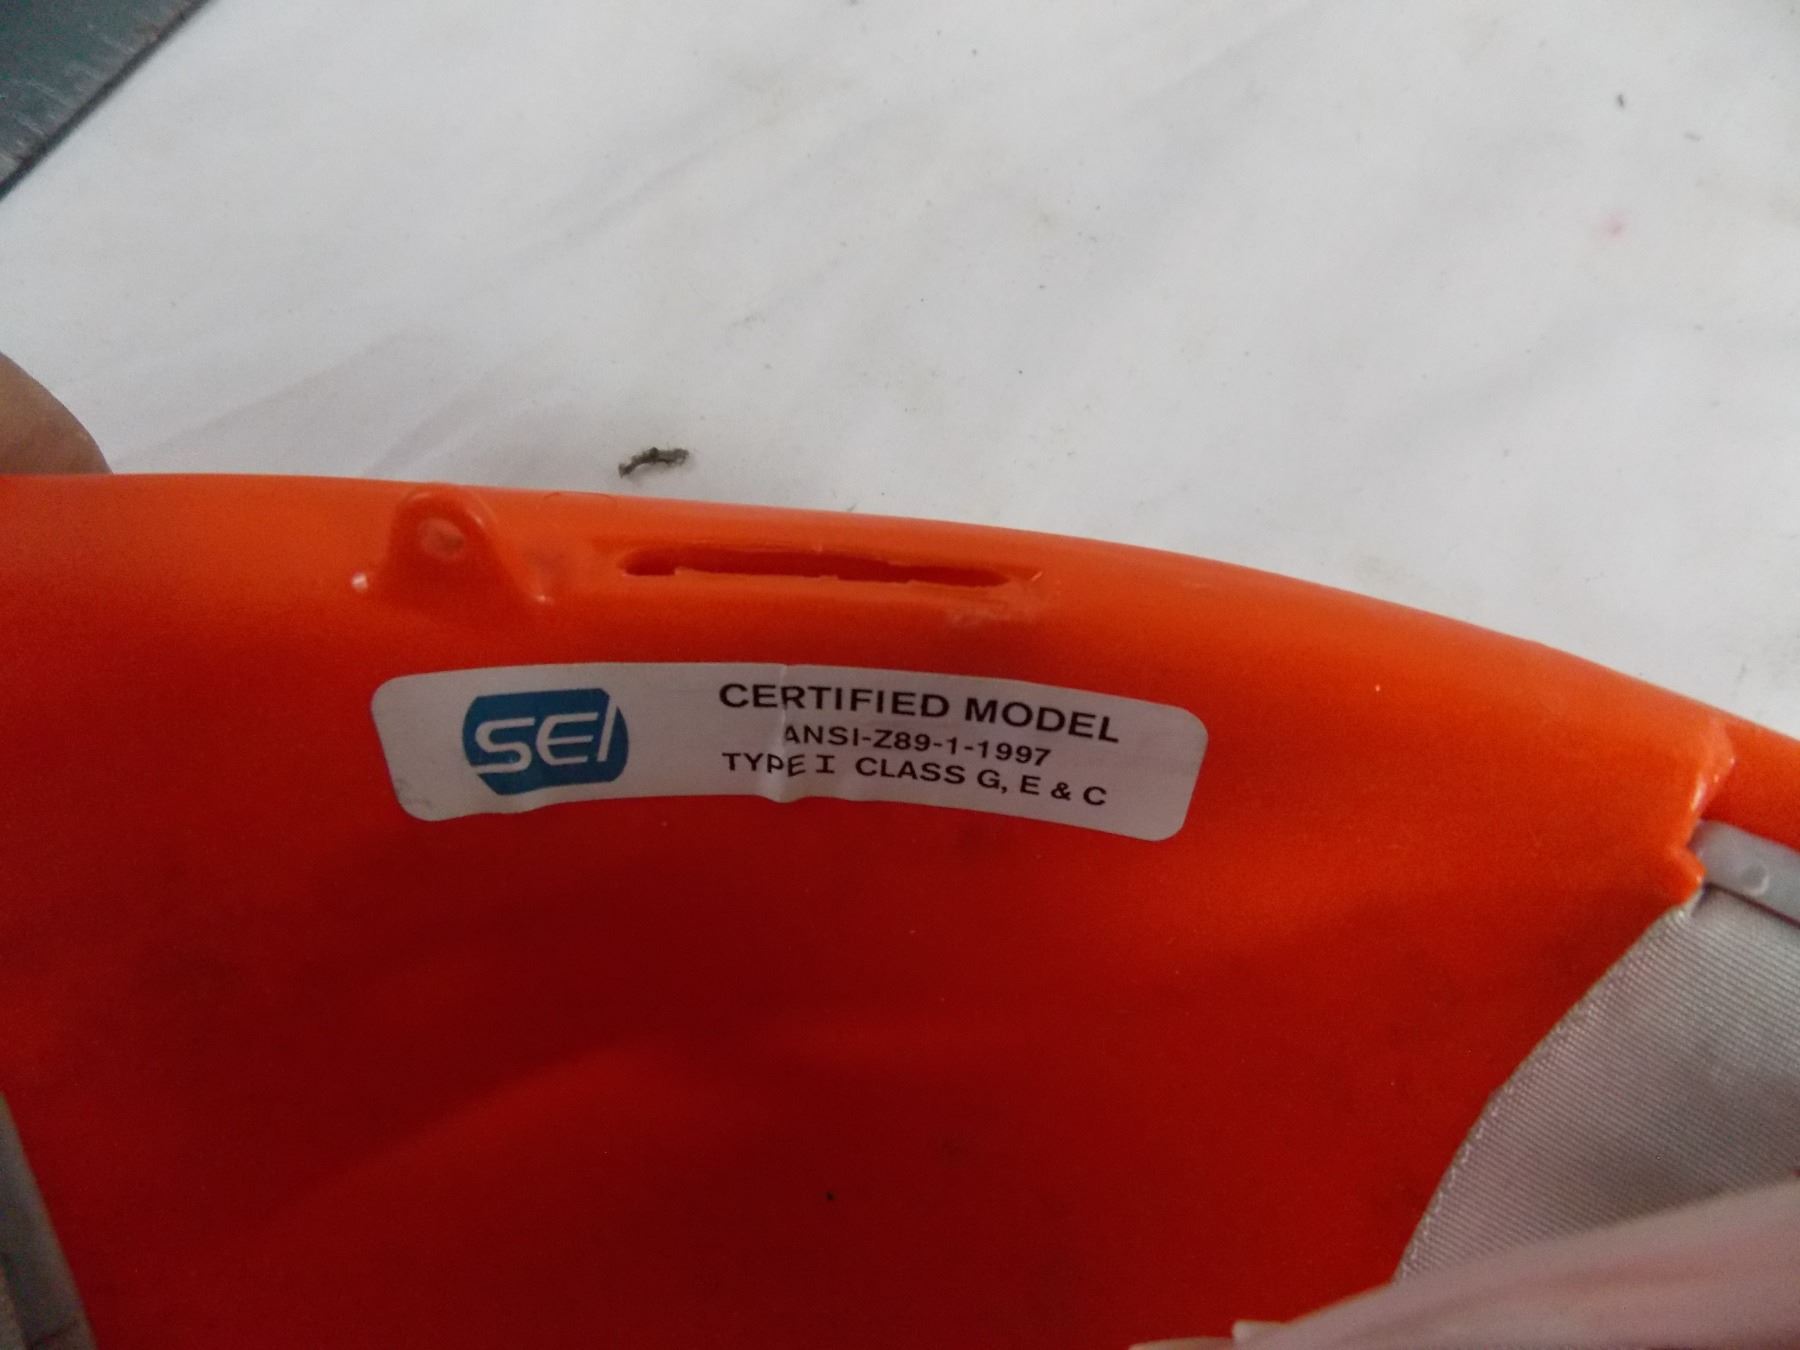 SEI
CERTIFIED MODEL
ANSI-Z89-1-1997
TYPE I CLASS G, E & C